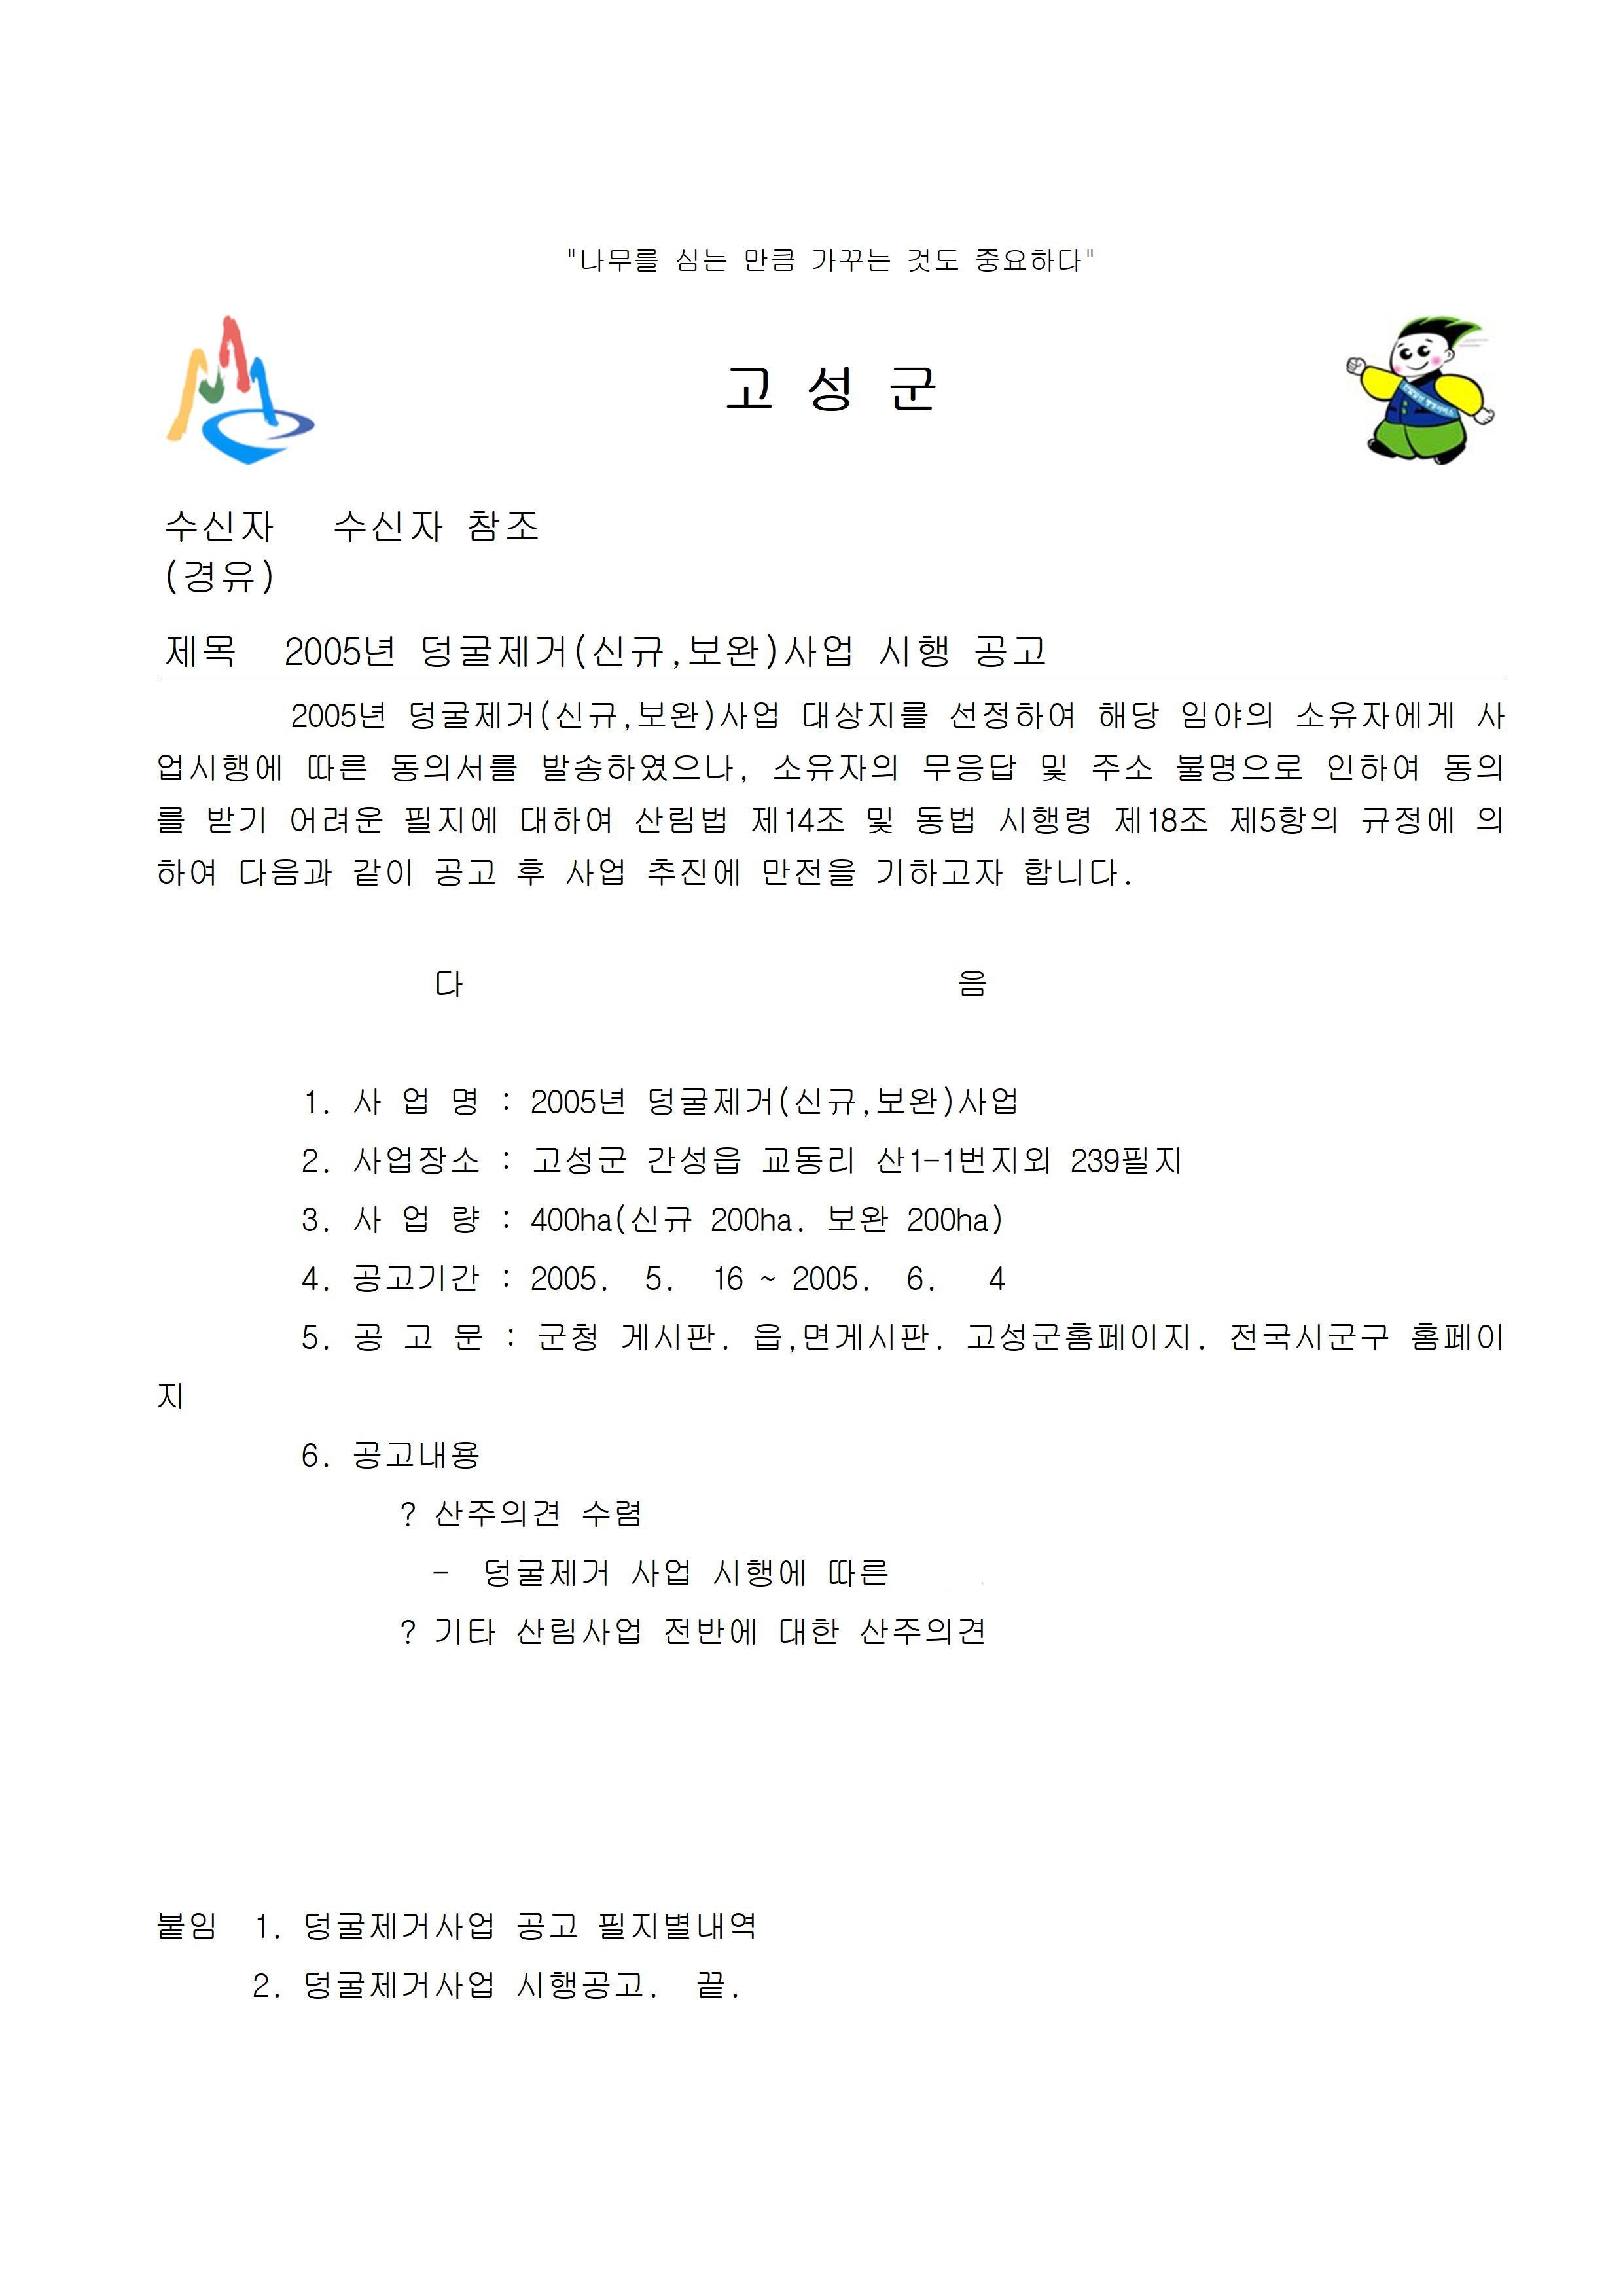 "나무를 심는 만큼 가꾸는 것도 중요하다"
고 성 군
수신자 수신자 참조
(경유)
제목 2005년 덩굴제거(신규,보완)사업 시행 공고
2005년 덩굴제거(신규,보완)사업 대상지를 선정하여 해당 임야의 소유자에게 사
업시행에 따른 동의서를 발송하였으나, 소유자의 무응답 및 주소 불명으로 인하여 동의
를 받기 어려운 필지에 대하여 산림법 제14조 및 동법 시행령 제18조 제5항의 규정에 의
하여 다음과 같이 공고 후 사업 추진에 만전을 기하고자 합니다.
다 음
1. 사 업 명 : 2005년 덩굴제거(신규,보완)사업
2. 사업장소 : 고성군 간성읍 교동리 산1-1번지외 239필지
3. 사 업 량 : 400ha(신규 200ha. 보완 200ha)
4. 공고기간 : 2005. 5. 16 ~ 2005. 6. 4
5. 공 고 문 : 군청 게시판. 읍,면게시판. 고성군홈페이지. 전국시군구 홈페이
지
6. 공고내용
? 산주의견 수렴
- 덩굴제거 사업 시행에 따른
? 기타 산림사업 전반에 대한 산주의견
붙임 1. 덩굴제거사업 공고 필지별내역
2. 덩굴제거사업 시행공고. 끝.